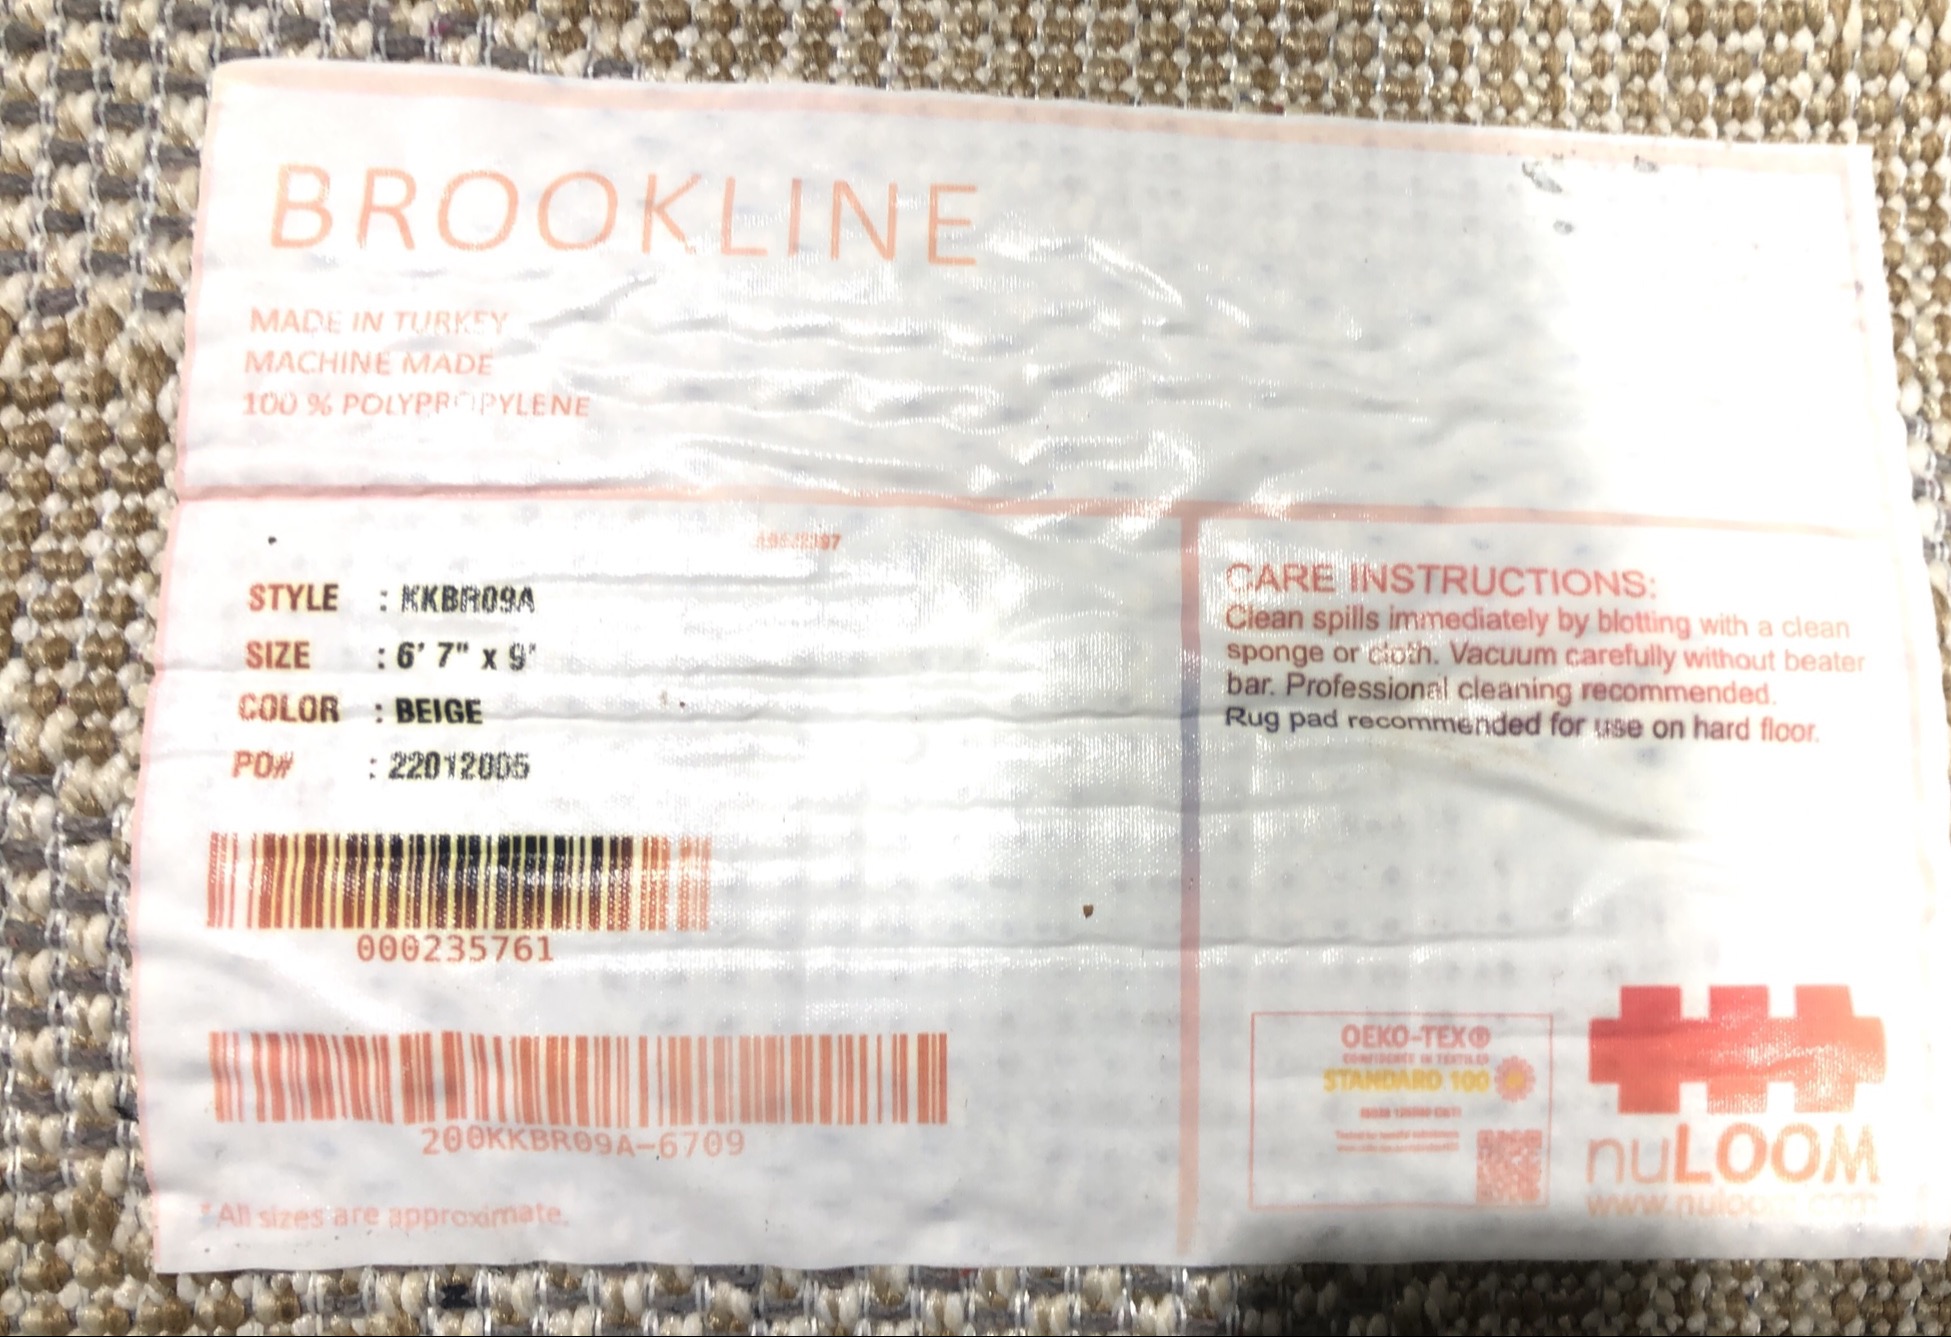 BROOKLINE
MADE IN TURKEY
MACHINE MADE
100 % POLYPROPYLENE
STYLE : KKBR09A
SIZE : 6' 7" x 9'
COLOR : BEIGE
PO# : 22012005
000235761
200KKBR09A-6709
* All sizes are approximate.
CARE INSTRUCTIONS:
Clean spills immediately by blotting with a clean
sponge or cloth. Vacuum carefully without beater
bar. Professional cleaning recommended.
Rug pad recommended for use on hard floor.
OEKO-TEX®
CONFIDENCE IN TEXTILES
STANDARD 100
nuLOOM
www.nuloom.com